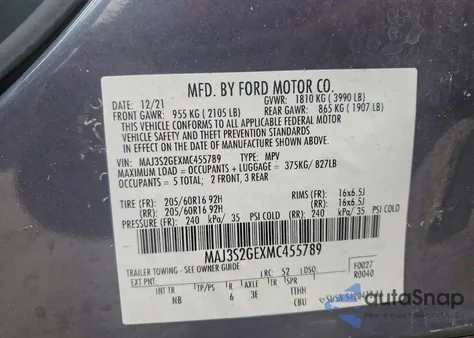 MFD. BY FORD MOTOR CO.
DATE: 12/21 GVWR: 1810 KG ( 3990 LB)
FRONT GAWR: 955 KG ( 2105 LB) REAR GAWR: 865 KG ( 1907 LB)
THIS VEHICLE CONFORMS TO ALL APPLICABLE FEDERAL MOTOR
VEHICLE SAFETY AND THEFT PREVENTION STANDARDS
IN EFFECT ON THE DATE OF MANUFACTURE SHOWN ABOVE.
VIN: MAJ3S2GEXMC455789 TYPE: MPV
MAXIMUM LOAD = OCCUPANTS + LUGGAGE = 375KG/ 827LB
OCCUPANTS = 5 TOTAL; 2 FRONT, 3 REAR
TIRE (FR): 205/60R16 92H RIMS (FR): 16x6.5J
(RR): 205/60R16 92H (RR): 16x6.5J
PRESSURE (FR): 240 kPa/ 35 PSI COLD (RR): 240 kPa/ 35 PSI COLD
MAJ3S2GEXMC455789
TRAILER TOWING - SEE OWNER GUIDE
F0027
EXT PNT: RC: 52 DSO: R0040
INT TR TP/PS R AXLE TR SPR
NB 6 3E TTHH
CBU
autoSnap